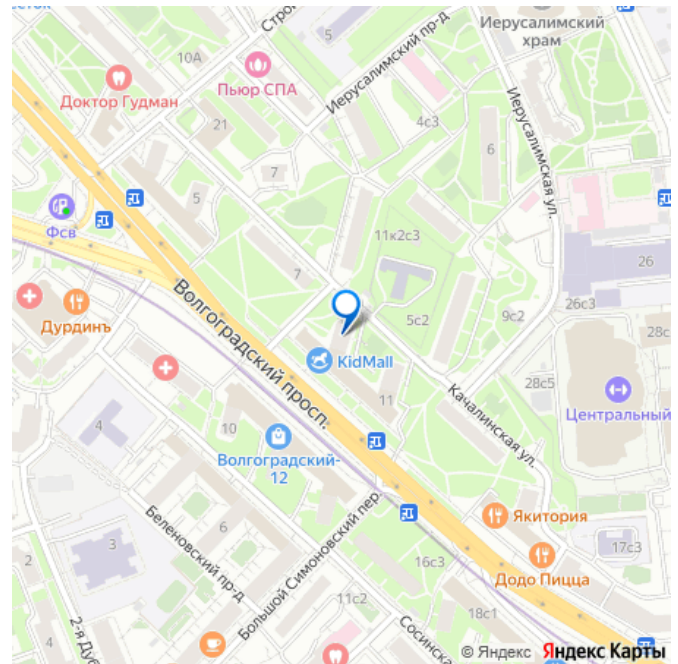 Стро
Иерусалимский
храм
5
10А
Доктор Гудман
Пьюр СПА
Иерусалимский пр-д
Иерусалимская ул.
21
4с3
6
7
5
Фсв
11к2с3
26
7
Волгоградский просп.
26с3
Дурдинъ
5с2
9с2
28с
KidMall
28с5
Центральный
11
Качалинская ул.
4
10
Волгоградский-
12
Якитория
Беленовский пр-д
6
Большой Симоновский пер.
3
17с3
2
16с3
Додо Пицца
11с2
18с1
4
2-я Дуб
Сосинска
© Яндекс Яндекс Карты